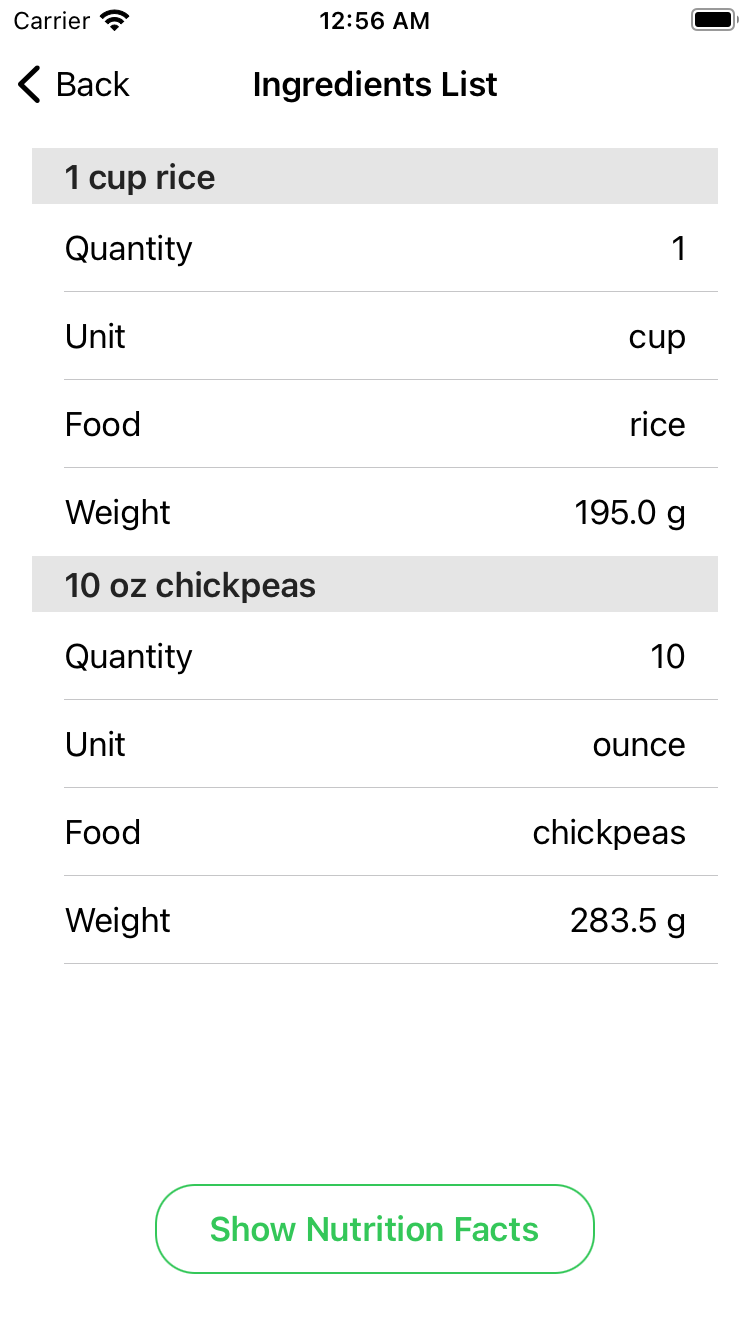 Carrier 12:56 AM
Back Ingredients List
1 cup rice
Quantity 1
Unit cup
Food rice
Weight 195.0 g
10 oz chickpeas
Quantity 10
Unit ounce
Food chickpeas
Weight 283.5 g
Show Nutrition Facts